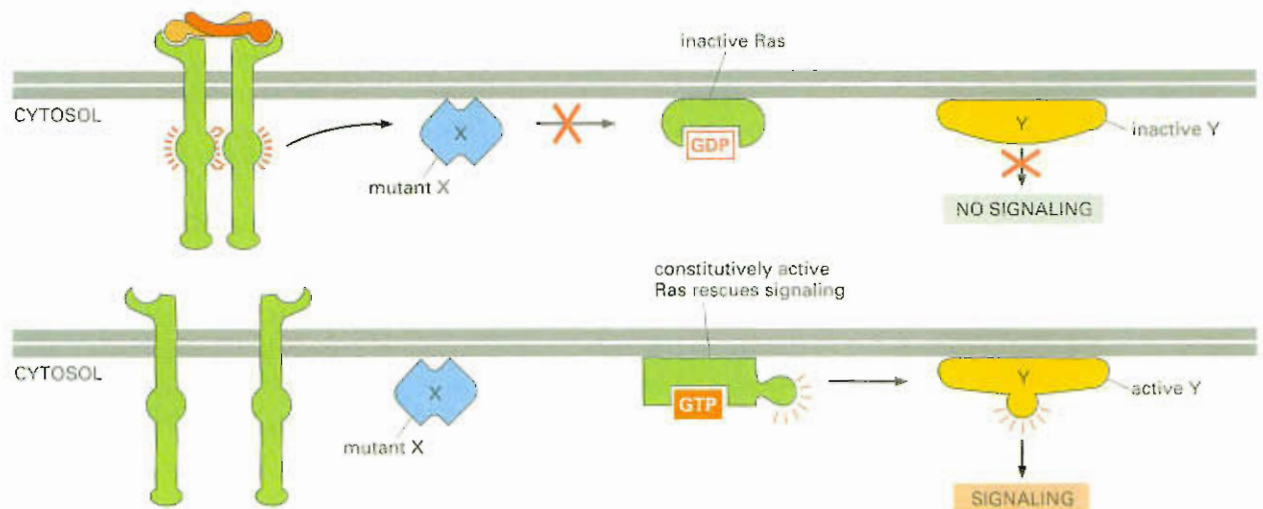 inactive Ras
CYTOSOL
X
Y
inactive Y
GDP
mutant X
NO SIGNALING
constitutively active
Ras rescues signaling
CYTOSOL
X
Y
active Y
GTP
mutant X
SIGNALING